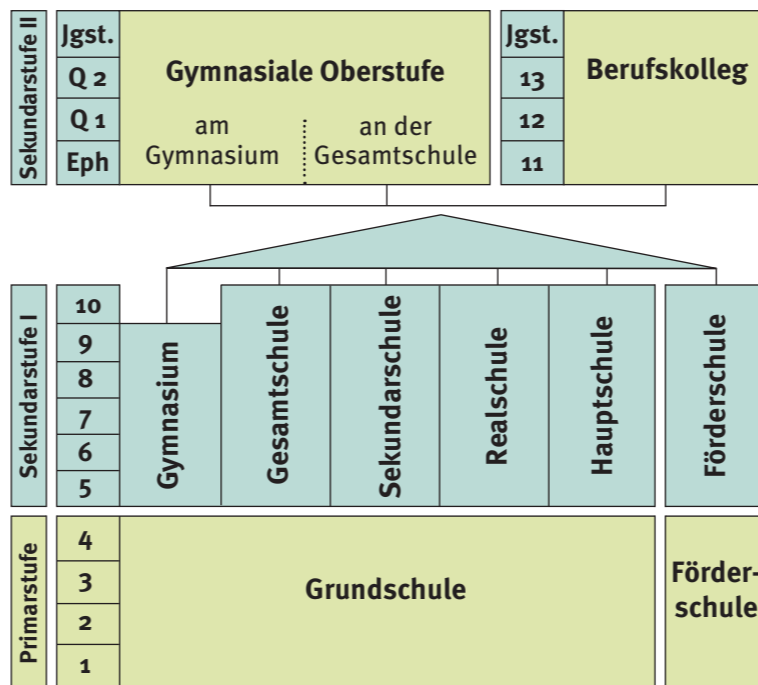 Sekundarstufe II
Jgst.
Q 2
Q 1
Eph
Gymnasiale Oberstufe
am
Gymnasium
an der
Gesamtschule
Jgst.
13
12
11
Berufskolleg
Sekundarstufe I
10
9
8
7
6
5
Gymnasium
Gesamtschule
Sekundarschule
Realschule
Hauptschule
Förderschule
Primarstufe
4
3
2
1
Grundschule
Förder-
schule